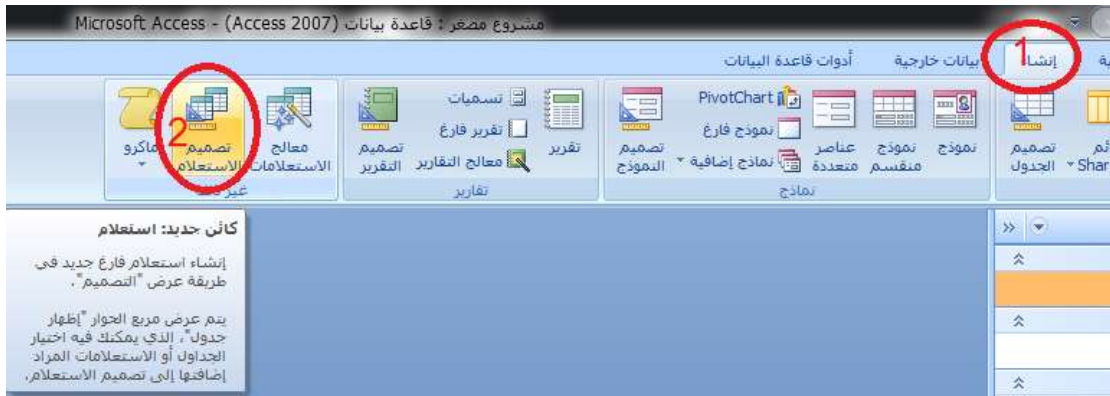 مشروع مصغر : قاعدة بيانات (Access 2007) - Microsoft Access
1
إنشاء
بيانات خارجية
أدوات قاعدة البيانات
تصميم
الجدول
نموذج
نموذج
منقسم
عناصر
متعددة
PivotChart
نموذج فارغ
نماذج إضافية
تصميم
النموذج
نماذج
تقرير
تسميات
تقرير فارغ
معالج التقارير
تصميم
التقرير
تقارير
معالج
الاستعلامات
2
تصميم
الاستعلام
ماكرو
كائن جديد: استعلام
إنشاء استعلام فارغ جديد في
طريقة عرض "التصميم".
يتم عرض مربع الحوار "إظهار
جدول"، الذي يمكنك فيه اختيار
الجداول أو الاستعلامات المراد
إضافتها إلى تصميم الاستعلام.